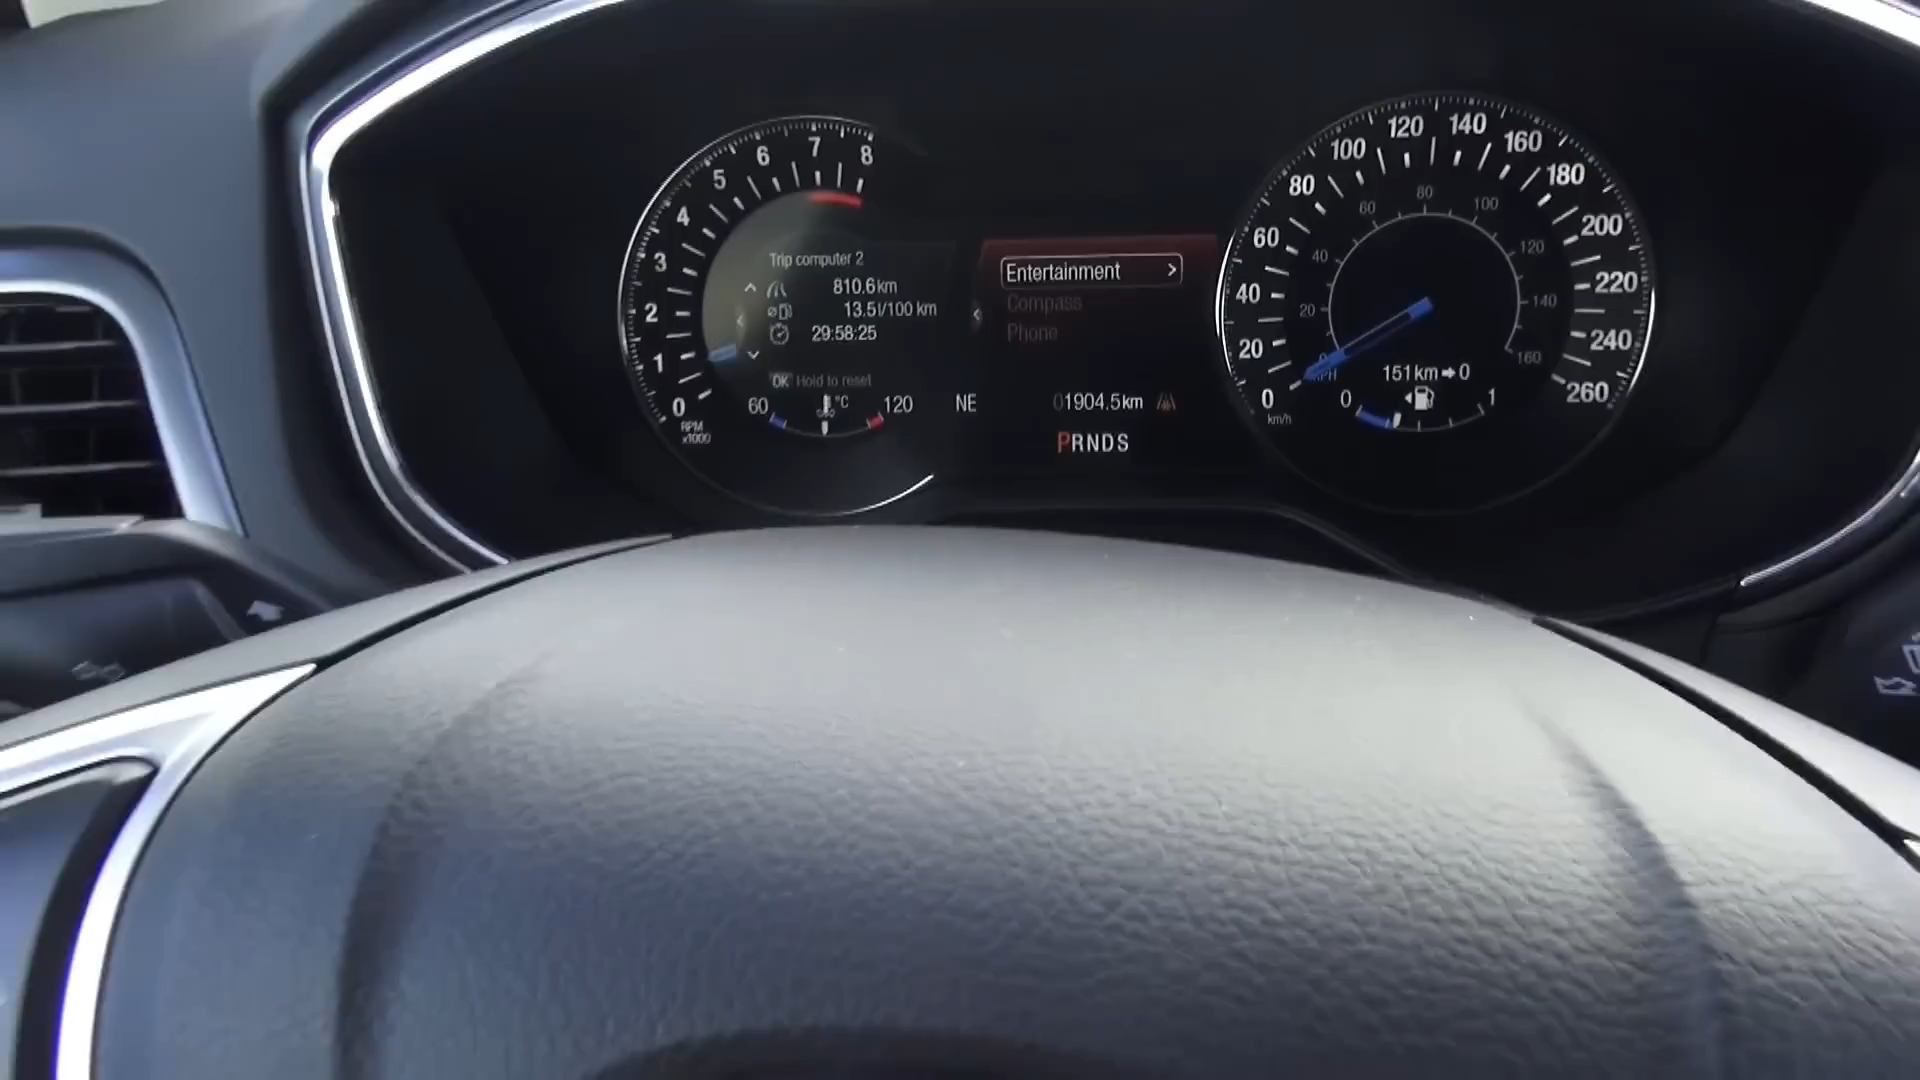 8
7
6
5
4
3
2
1
0
RPM
x1000
Trip computer 2
810.6km
13.5l/100 km
29:58:25
OK Hold to reset
60
°C
120
Entertainment >
Compass
Phone
NE
01904.5km
PRNDS
0
20
40
60
80
100
120
140
160
180
200
220
240
260
km/h
0
20
40
60
80
100
120
140
160
MPH
151km➡0
0
1